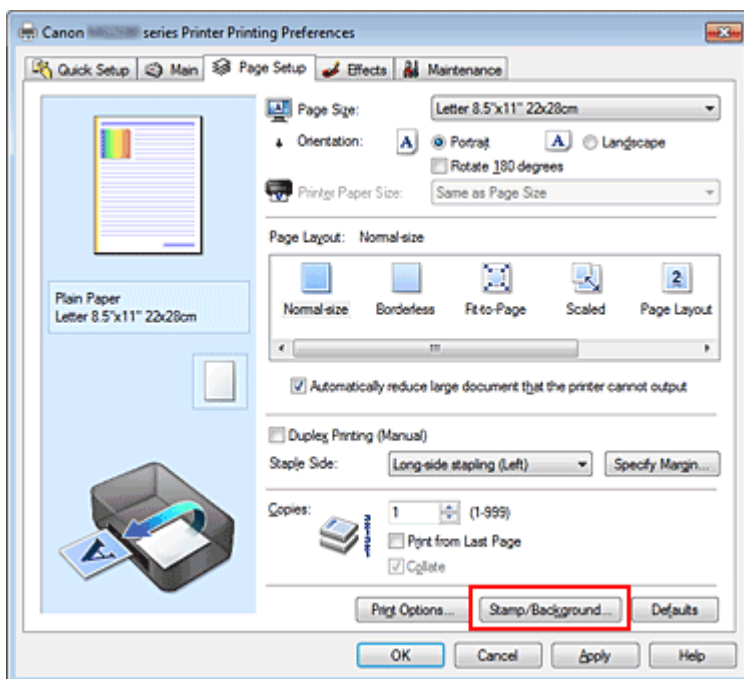 Canon series Printer Printing Preferences
Quick Setup Main Page Setup Effects Maintenance
Page Size: Letter 8.5"x11" 22x28cm
Orientation: A Portrait A Landscape
Rotate 180 degrees
Printer Paper Size: Same as Page Size
Page Layout: Normal-size
2
Normal-size Borderless Fit-to-Page Scaled Page Layout
Plain Paper
Letter 8.5"x11" 22x28cm
Automatically reduce large document that the printer cannot output
Duplex Printing (Manual)
Staple Side: Long-side stapling (Left) Specify Margin...
Copies: 1 (1-999)
Print from Last Page
Collate
A
Print Options... Stamp/Background... Defaults
OK Cancel Apply Help